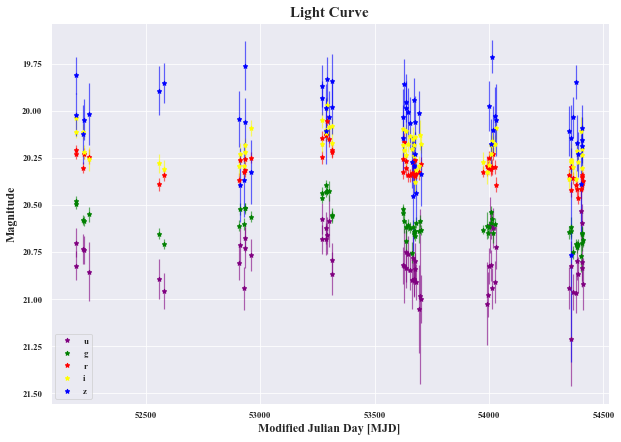 Light Curve
Magnitude
19.75
20.00
20.25
20.50
20.75
21.00
21.25
21.50
u
g
r
i
z
52500
53000
53500
54000
54500
Modified Julian Day [MJD]